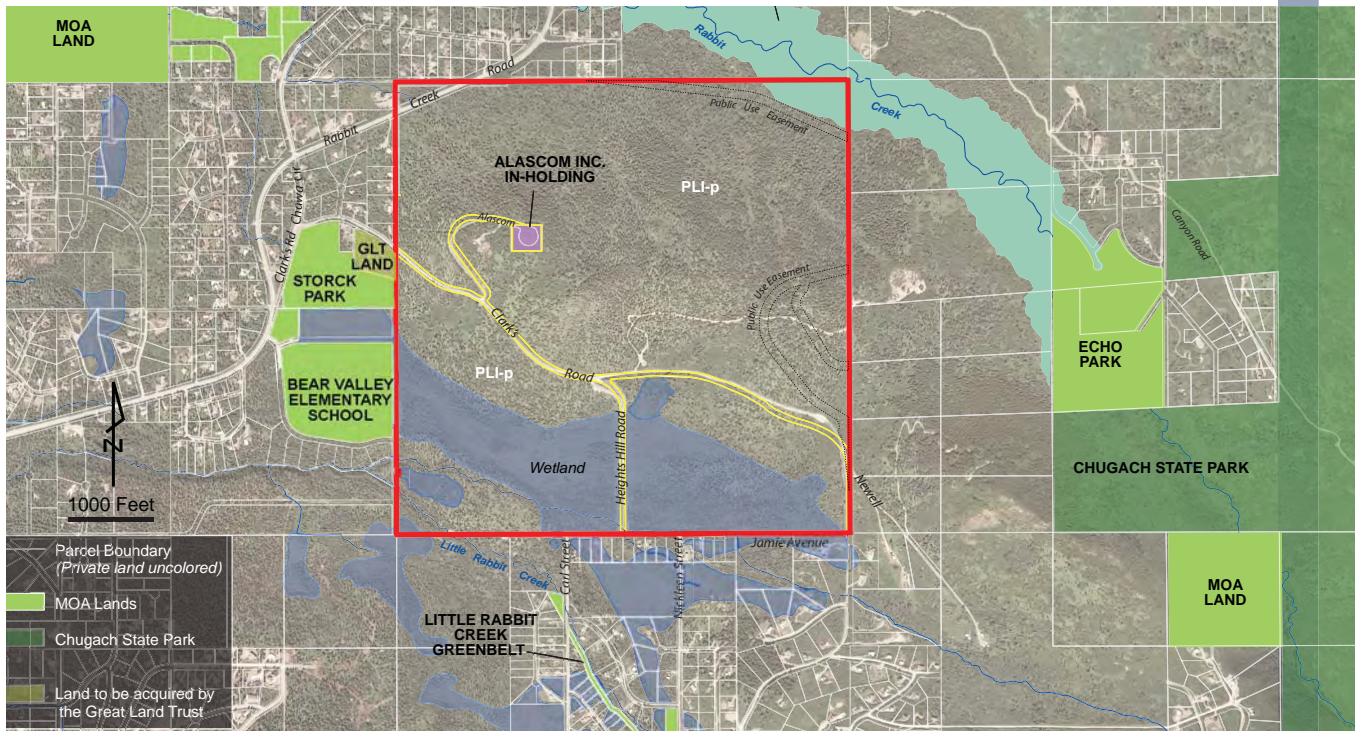 MOA
LAND
Rabbit
Creek
Rabbit Creek Road
Public Use Easement
ALASCOM INC.
IN-HOLDING
PLI-p
Alascom
Clark's Rd
Chawa Cir
GLT
LAND
STORCK
PARK
Canyon Road
Public Use Easement
Clark's Road
ECHO
PARK
PLI-p
BEAR VALLEY
ELEMENTARY
SCHOOL
N
Heights Hill Road
Wetland
CHUGACH STATE PARK
Newell
1000 Feet
Parcel Boundary
(Private land uncolored)
MOA Lands
Chugach State Park
Land to be acquired by
the Great Land Trust
Little Rabbit Creek
Carl Street
Nickleen Street
Jamie Avenue
LITTLE RABBIT
CREEK
GREENBELT
MOA
LAND